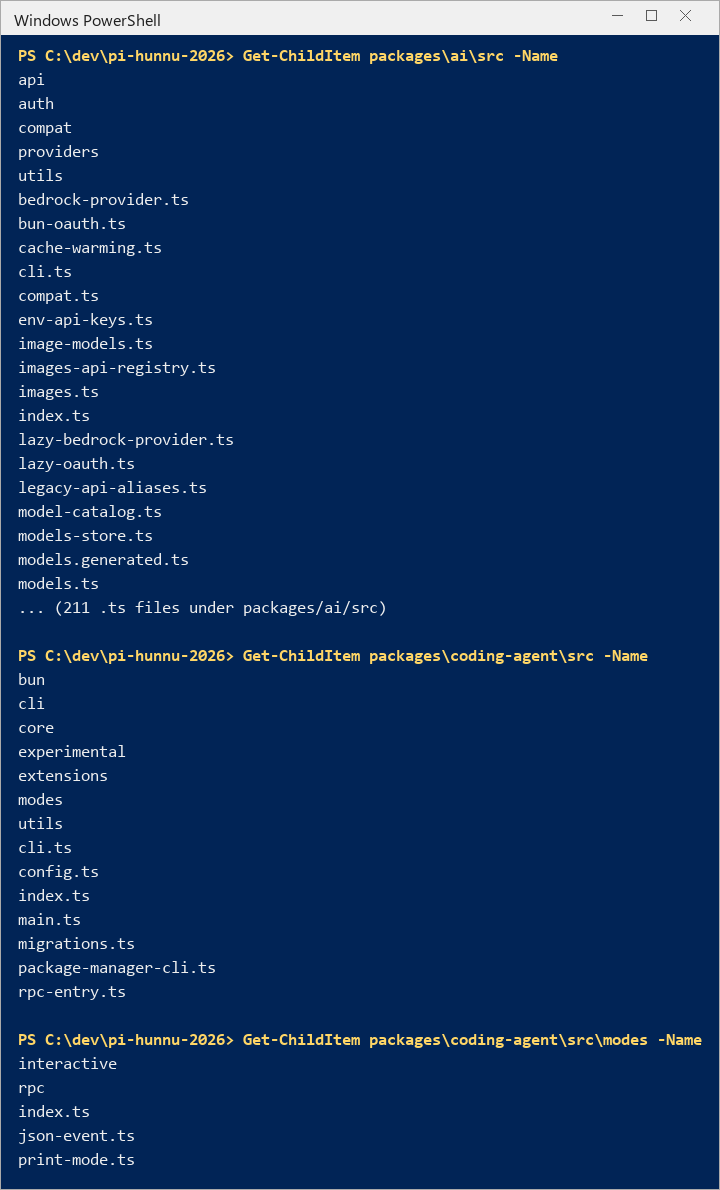 Windows PowerShell
PS C:\dev\pi-hunnu-2026> Get-ChildItem packages\ai\src -Name
api
auth
compat
providers
utils
bedrock-provider.ts
bun-oauth.ts
cache-warming.ts
cli.ts
compat.ts
env-api-keys.ts
image-models.ts
images-api-registry.ts
images.ts
index.ts
lazy-bedrock-provider.ts
lazy-oauth.ts
legacy-api-aliases.ts
model-catalog.ts
models-store.ts
models.generated.ts
models.ts
... (211 .ts files under packages/ai/src)
PS C:\dev\pi-hunnu-2026> Get-ChildItem packages\coding-agent\src -Name
bun
cli
core
experimental
extensions
modes
utils
cli.ts
config.ts
index.ts
main.ts
migrations.ts
package-manager-cli.ts
rpc-entry.ts
PS C:\dev\pi-hunnu-2026> Get-ChildItem packages\coding-agent\src\modes -Name
interactive
rpc
index.ts
json-event.ts
print-mode.ts